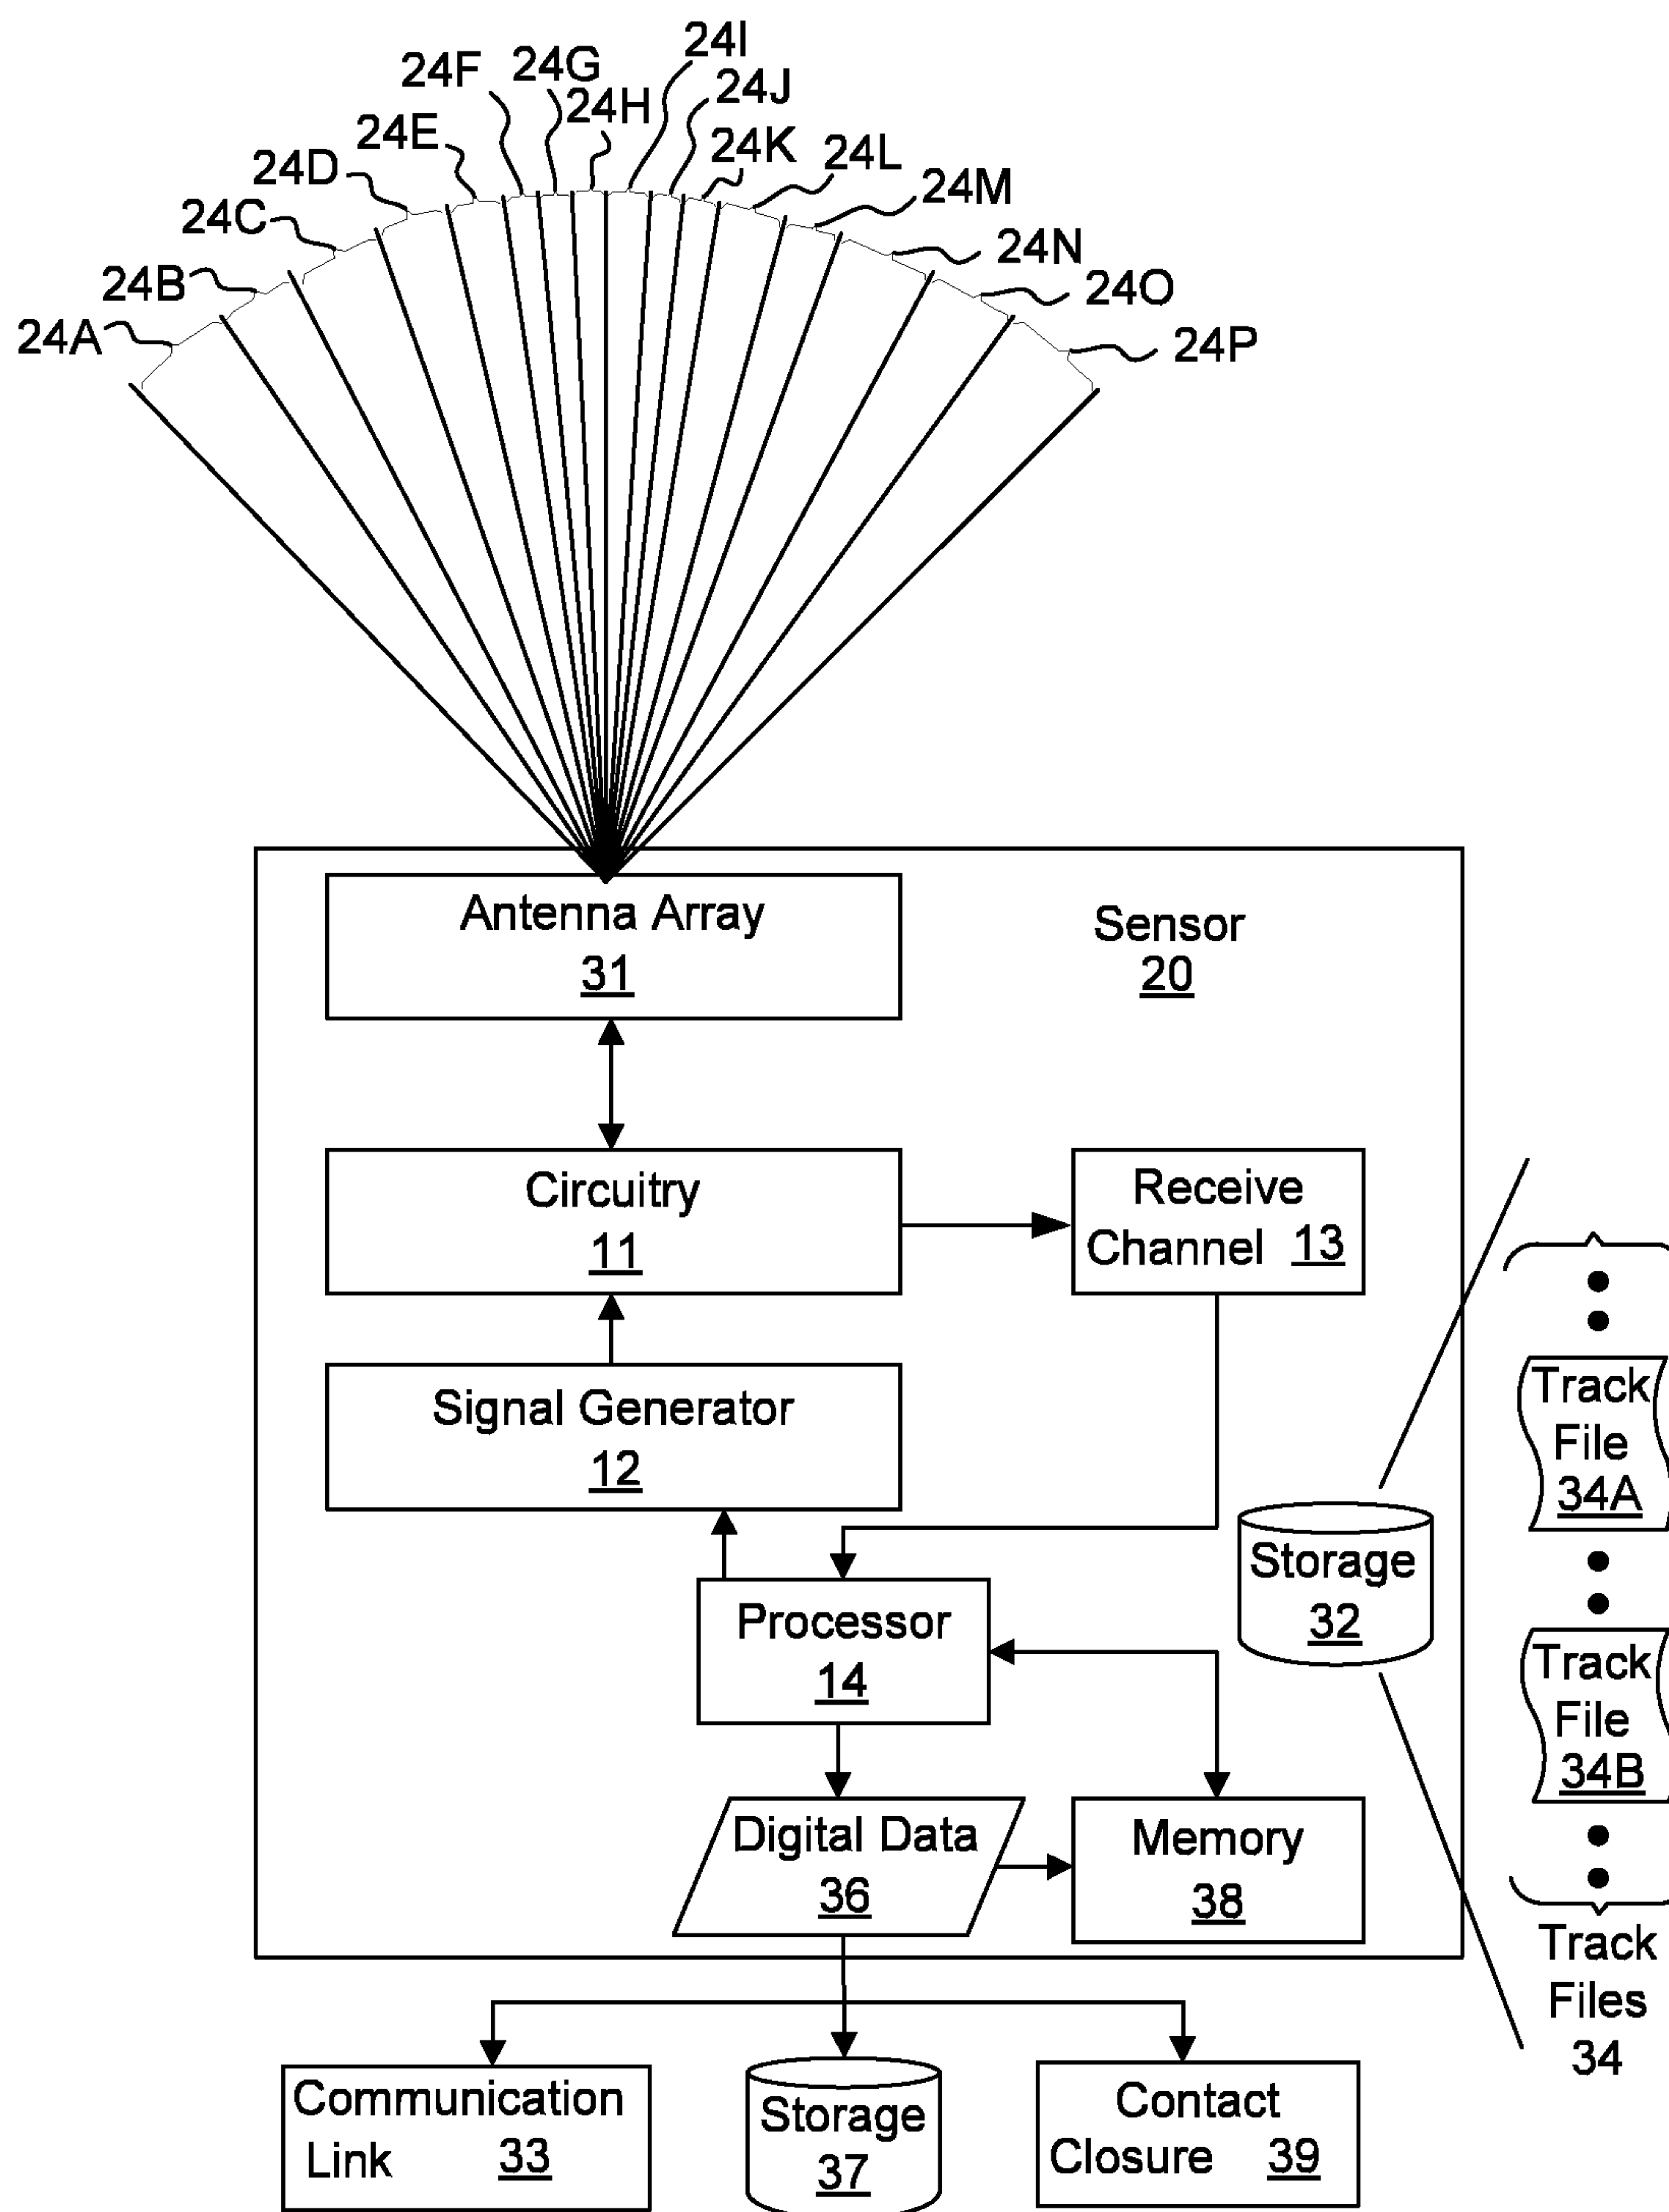 24I
24G
24F
24J
24H
24E
24K
24L
24D
24M
24C
24N
24B
24O
24A
24P
Antenna Array
31
Sensor
20
Circuitry
11
Receive
Channel 13
Signal Generator
12
Track
File
34A
Storage
32
Processor
14
Track
File
34B
Digital Data
36
Memory
38
Track
Files
34
Communication
Link 33
Storage
37
Contact
Closure 39